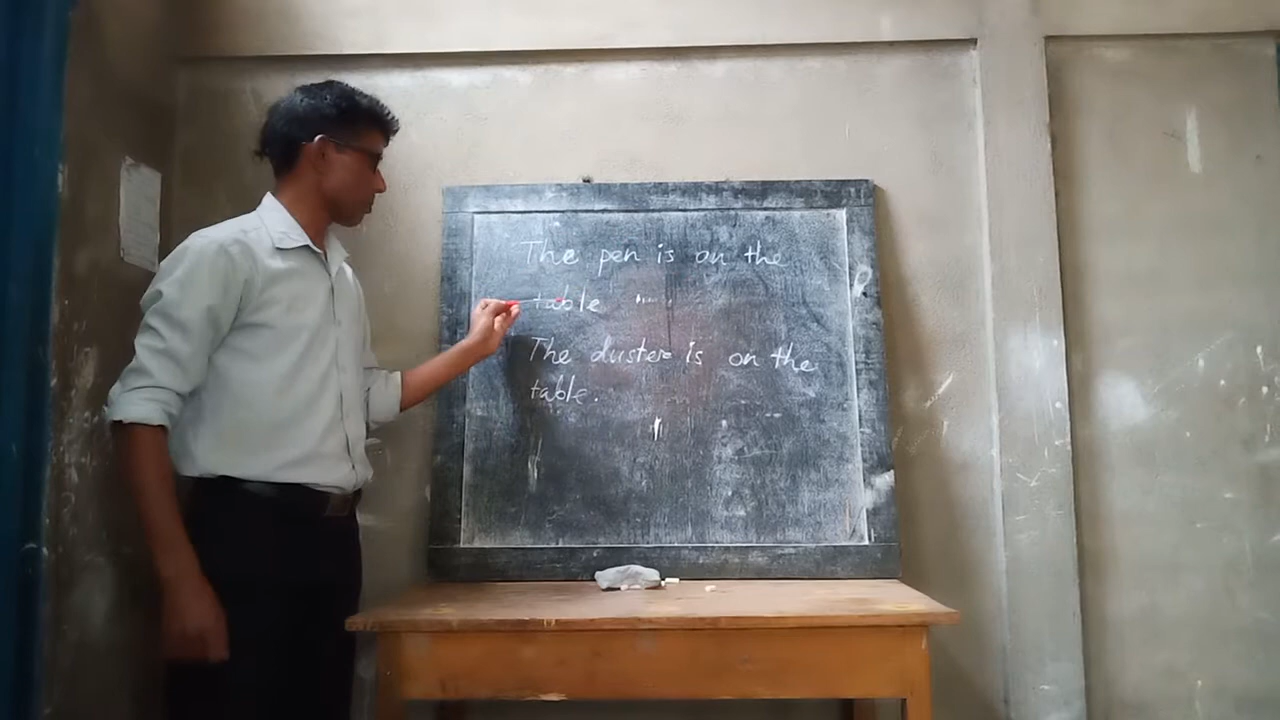 The pen is on the
table
The duster is on the
table.